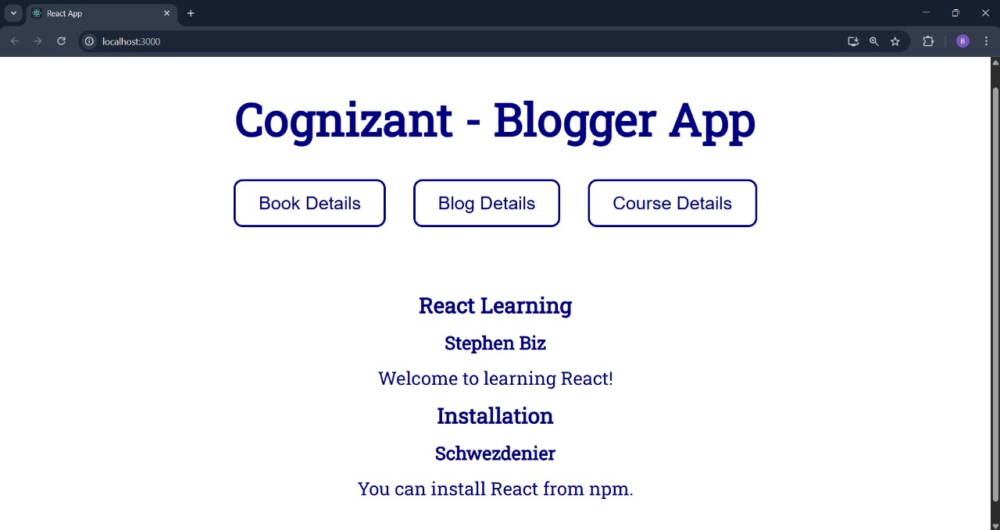 React App
localhost:3000
B
Cognizant - Blogger App
Book Details
Blog Details
Course Details
React Learning
Stephen Biz
Welcome to learning React!
Installation
Schwezdenier
You can install React from npm.